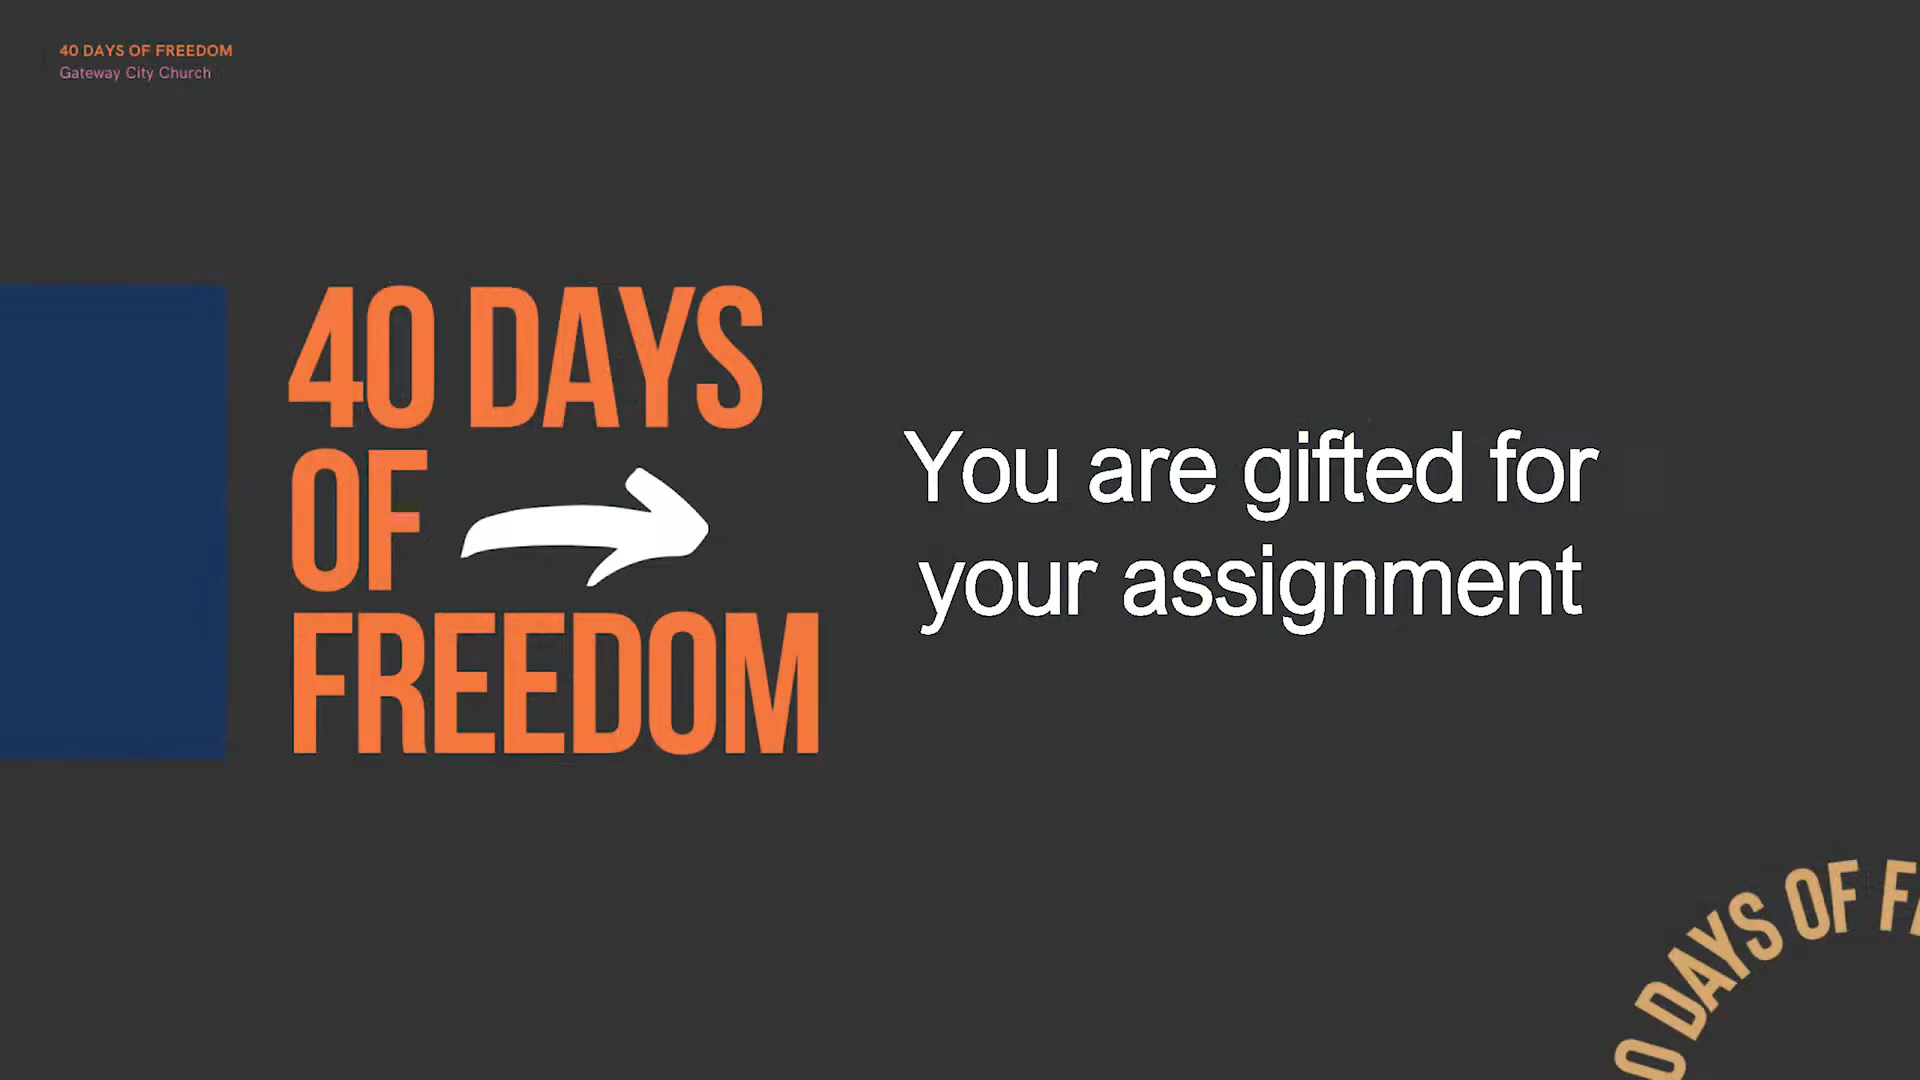 40 DAYS OF FREEDOM
Gateway City Church
40 DAYS
OF
FREEDOM
You are gifted for
your assignment
DAYS OF